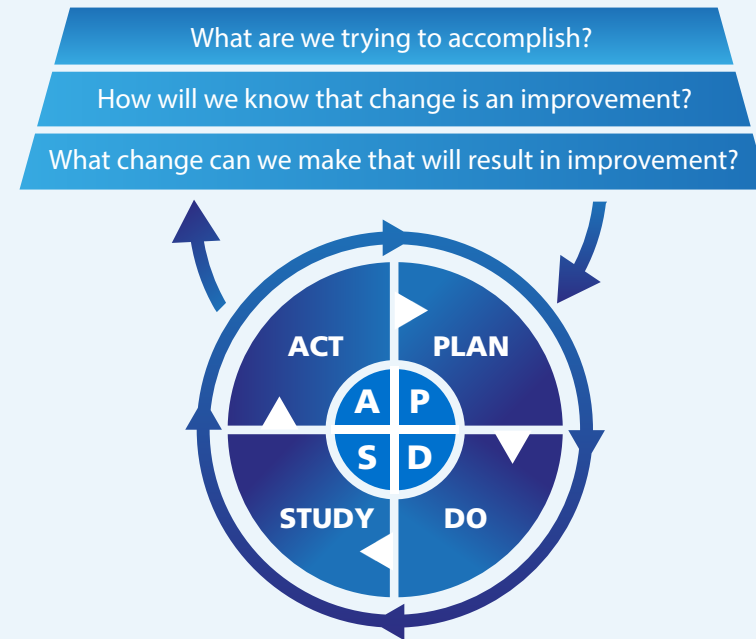 What are we trying to accomplish?
How will we know that change is an improvement?
What change can we make that will result in improvement?
ACT
PLAN
A
P
S
D
STUDY
DO